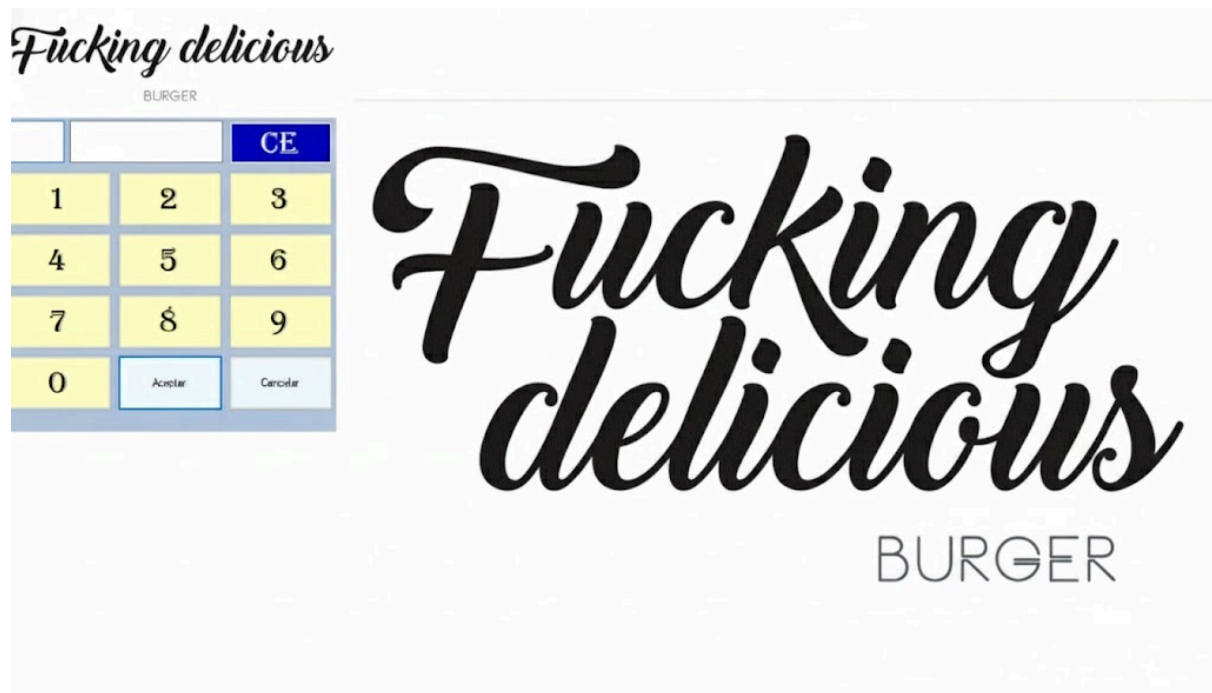 Fucking delicious
BURGER
CE
1 2 3
4 5 6
7 8 9
0 Aceptar Cancelar
Fucking
delicious
BURGER